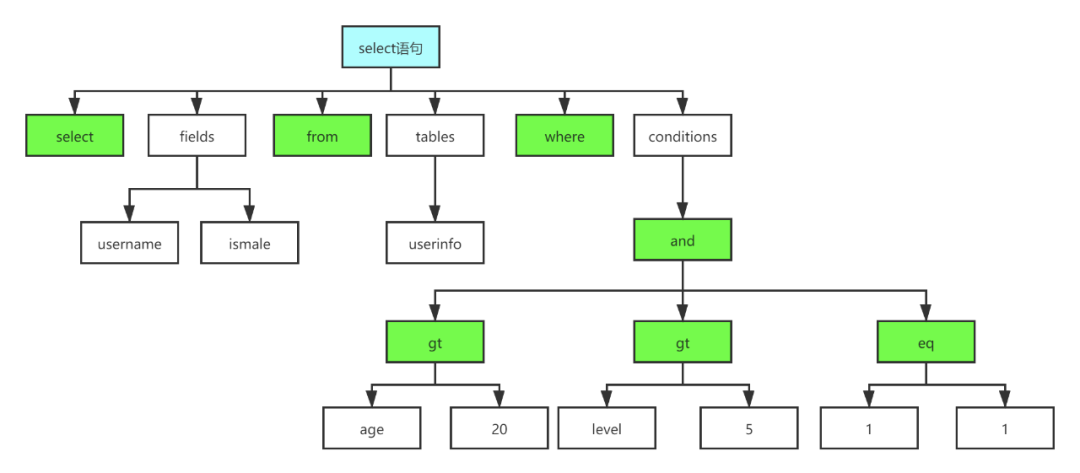 select语句
select
fields
from
tables
where
conditions
username
ismale
userinfo
and
gt
gt
eq
age
20
level
5
1
1